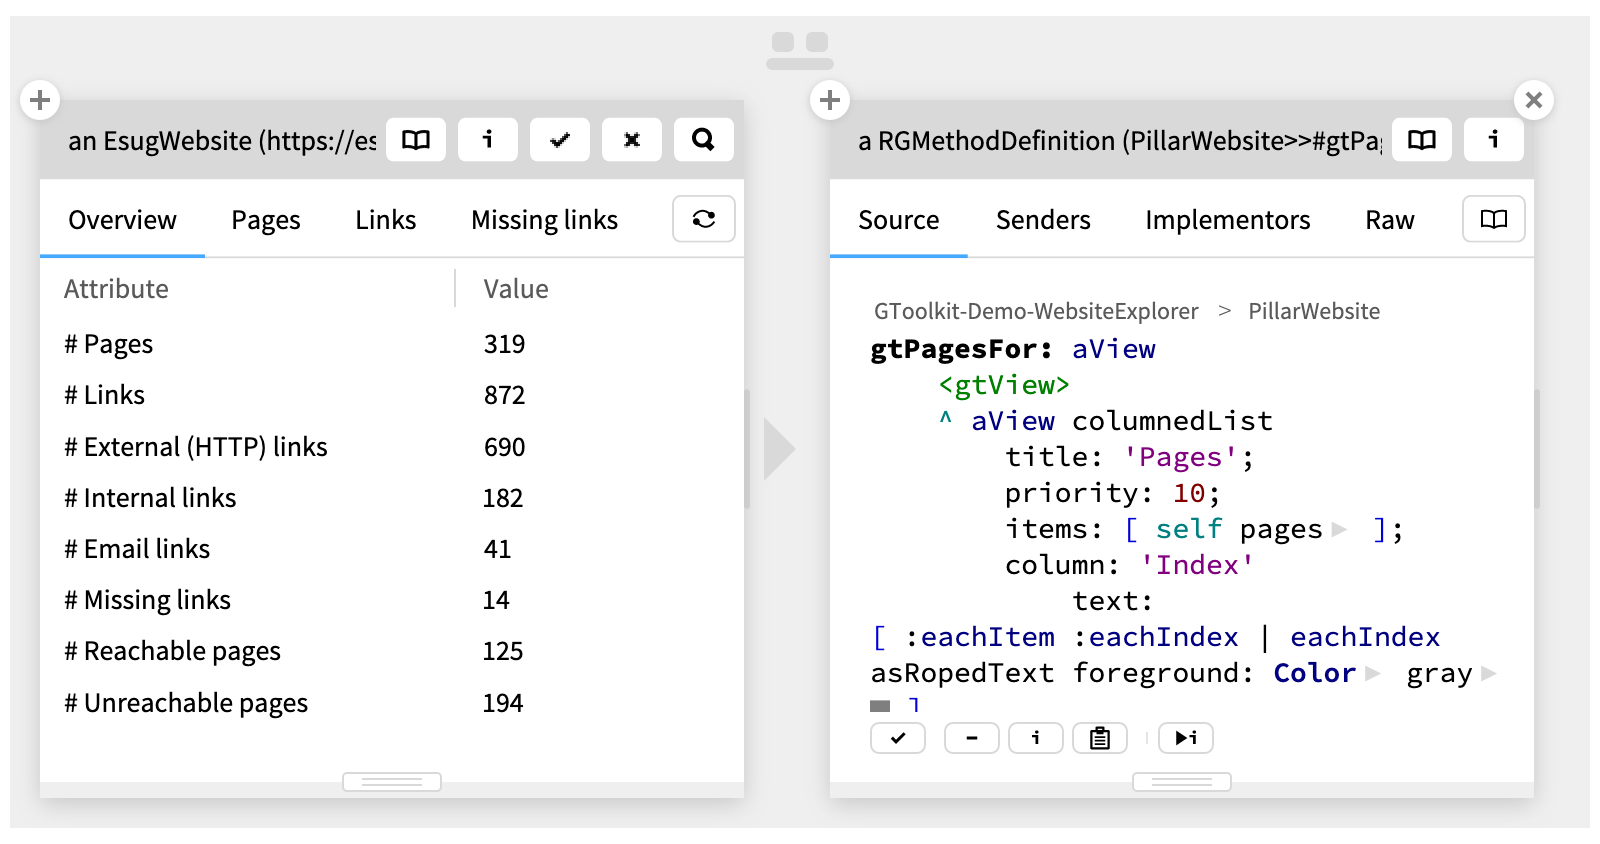 an EsugWebsite (https://es
Overview Pages Links Missing links
Attribute Value
# Pages 319
# Links 872
# External (HTTP) links 690
# Internal links 182
# Email links 41
# Missing links 14
# Reachable pages 125
# Unreachable pages 194
a RGMethodDefinition (PillarWebsite>>#gtPag
Source Senders Implementors Raw
GToolkit-Demo-WebsiteExplorer > PillarWebsite
gtPagesFor: aView
<gtView>
^ aView columnedList
title: 'Pages';
priority: 10;
items: [ self pages ];
column: 'Index'
text:
[ :eachItem :eachIndex | eachIndex
asRopedText foreground: Color gray
]